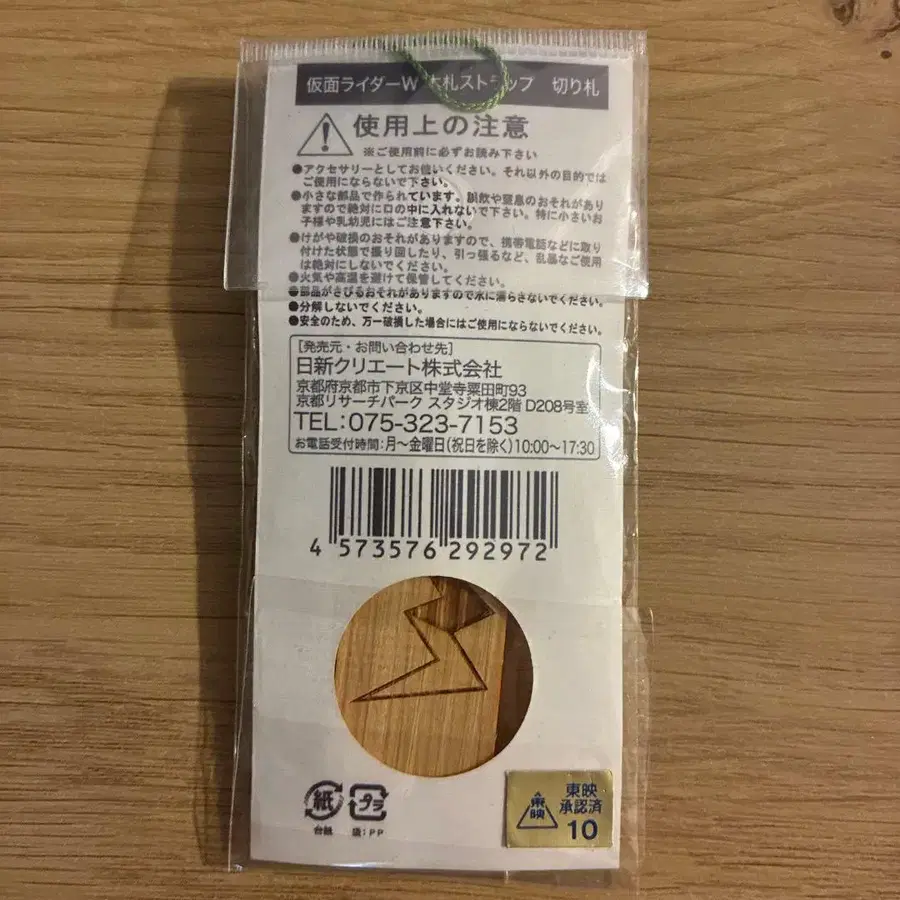 仮面ライダーW 木札ストラップ 切り札
使用上の注意
※ご使用前に必ずお読み下さい
●アクセサリーとしてお使いください。それ以外の目的では
ご使用にならないで下さい。
●小さな部品で作られています。誤飲や窒息のおそれがあり
ますので絶対に口の中に入れないで下さい。特に小さいお
子様や乳幼児にはご注意下さい。
●けがや破損のおそれがありますので、携帯電話などに取り
付けた状態で振り回したり、引っ張るなど、乱暴なご使用
は絶対にしないでください。
●火気や高温を避けて保管してください。
●部品がさびるおそれがありますので水に濡らさないでください。
●分解しないでください。
●安全のため、万一破損した場合にはご使用にならないでください。
[発売元・お問い合わせ先]
日新クリエート株式会社
京都府京都市下京区中堂寺粟田町93
京都リサーチパーク スタジオ棟2階 D208号室
TEL:075-323-7153
お電話受付時間:月~金曜日(祝日を除く)10:00~17:30
4 573576 292972
紙
台紙
プラ
袋:PP
東映
東映
承認済
10